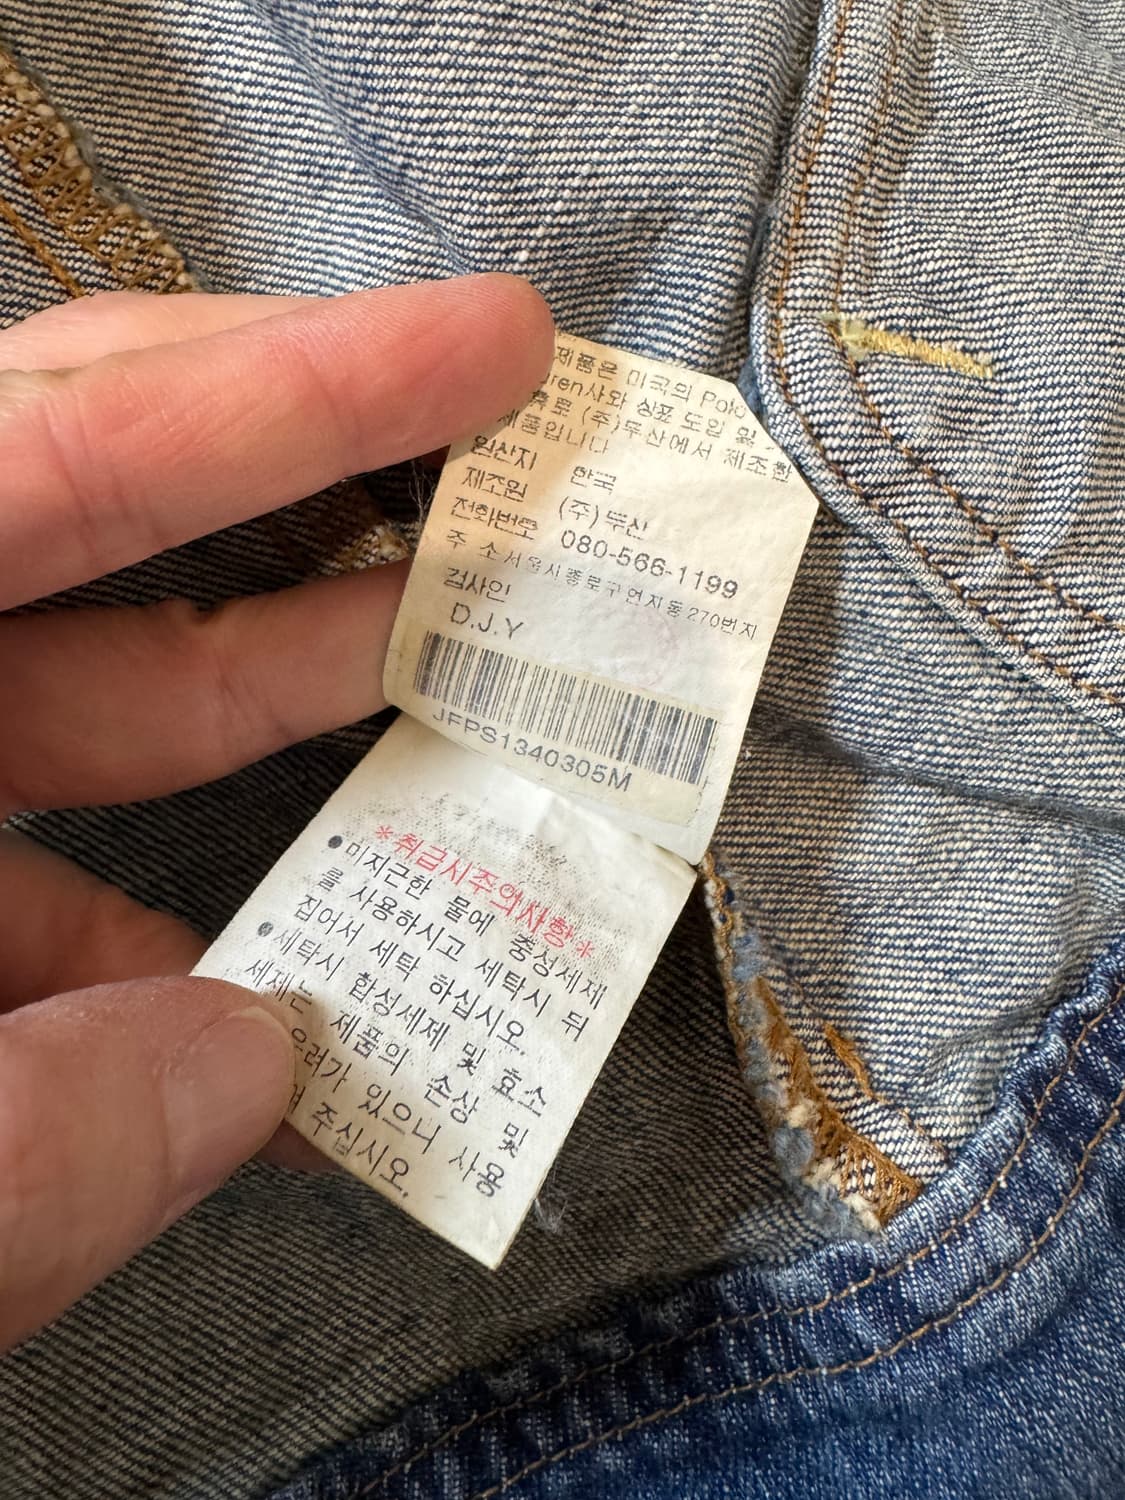 제품은 미국의 Polo
uren사와 상표 도입 및
로 (주)두산에서 제조한
제품입니다
원산지 한국
제조원 (주)두산
전화번호 080-566-1199
주 소 서울시종로구연지동270번지
검사인
D.J.Y
JFPS1340305M
*취급시주의사항*
●미지근한 물에 중성세제
를 사용하시고 세탁시 뒤
집어서 세탁 하십시오.
●세탁시 합성세제 및 효소
세제는 제품의 손상 및
우려가 있으니 사용
주십시오.